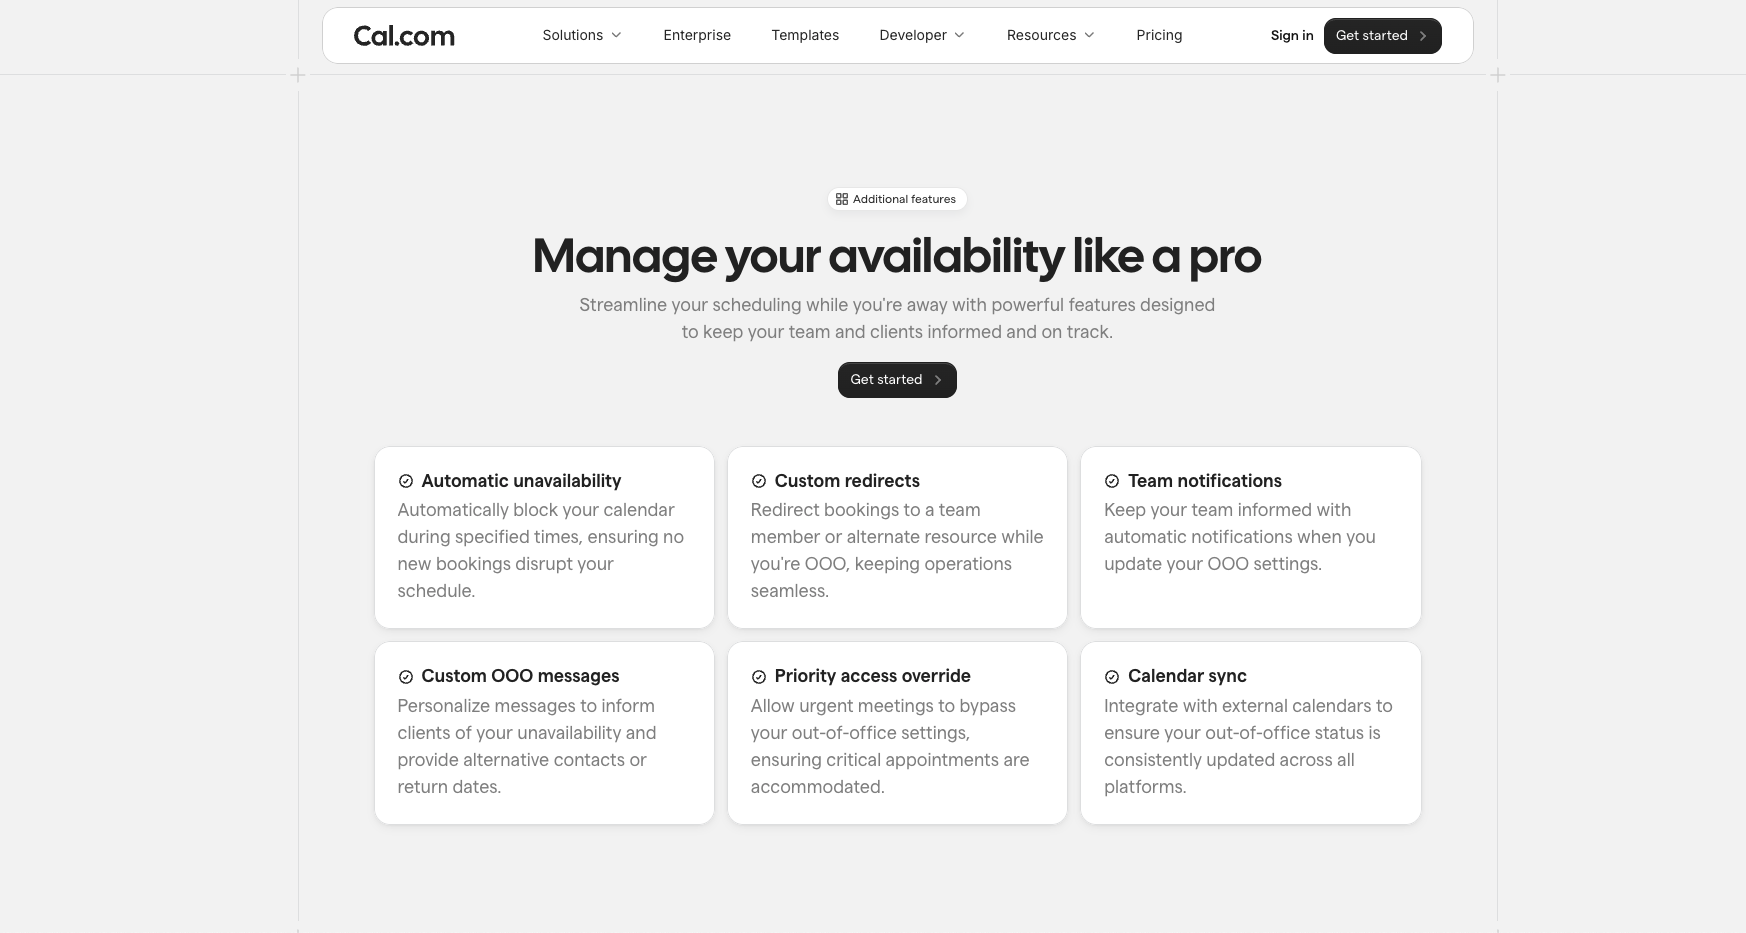 Cal.com
Solutions
Enterprise
Templates
Developer
Resources
Pricing
Sign in
Get started
Additional features
Manage your availability like a pro
Streamline your scheduling while you're away with powerful features designed
to keep your team and clients informed and on track.
Get started
Automatic unavailability
Automatically block your calendar
during specified times, ensuring no
new bookings disrupt your
schedule.
Custom redirects
Redirect bookings to a team
member or alternate resource while
you're OOO, keeping operations
seamless.
Team notifications
Keep your team informed with
automatic notifications when you
update your OOO settings.
Custom OOO messages
Personalize messages to inform
clients of your unavailability and
provide alternative contacts or
return dates.
Priority access override
Allow urgent meetings to bypass
your out-of-office settings,
ensuring critical appointments are
accommodated.
Calendar sync
Integrate with external calendars to
ensure your out-of-office status is
consistently updated across all
platforms.